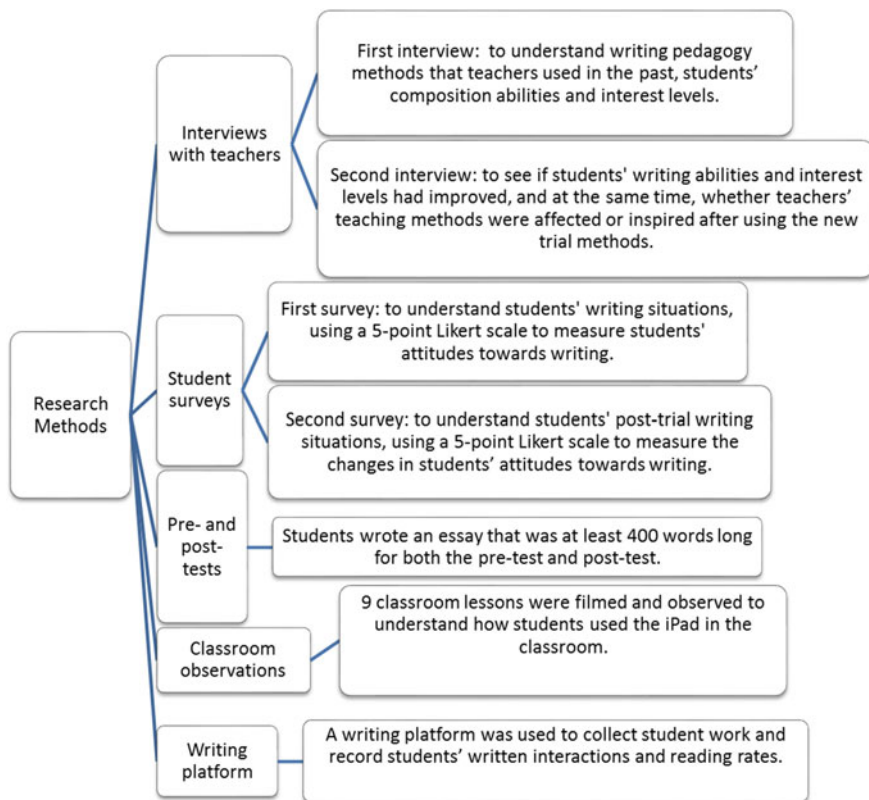 First interview: to understand writing pedagogy
methods that teachers used in the past, students’
composition abilities and interest levels.
Interviews
with teachers
Second interview: to see if students' writing abilities and interest
levels had improved, and at the same time, whether teachers’
teaching methods were affected or inspired after using the new
trial methods.
First survey: to understand students' writing situations,
using a 5-point Likert scale to measure students'
attitudes towards writing.
Student
surveys
Research
Methods
Second survey: to understand students' post-trial writing
situations, using a 5-point Likert scale to measure the
changes in students’ attitudes towards writing.
Pre- and
post-
tests
Students wrote an essay that was at least 400 words long
for both the pre-test and post-test.
9 classroom lessons were filmed and observed to
understand how students used the iPad in the
classroom.
Classroom
observations
A writing platform was used to collect student work and
record students’ written interactions and reading rates.
Writing
platform